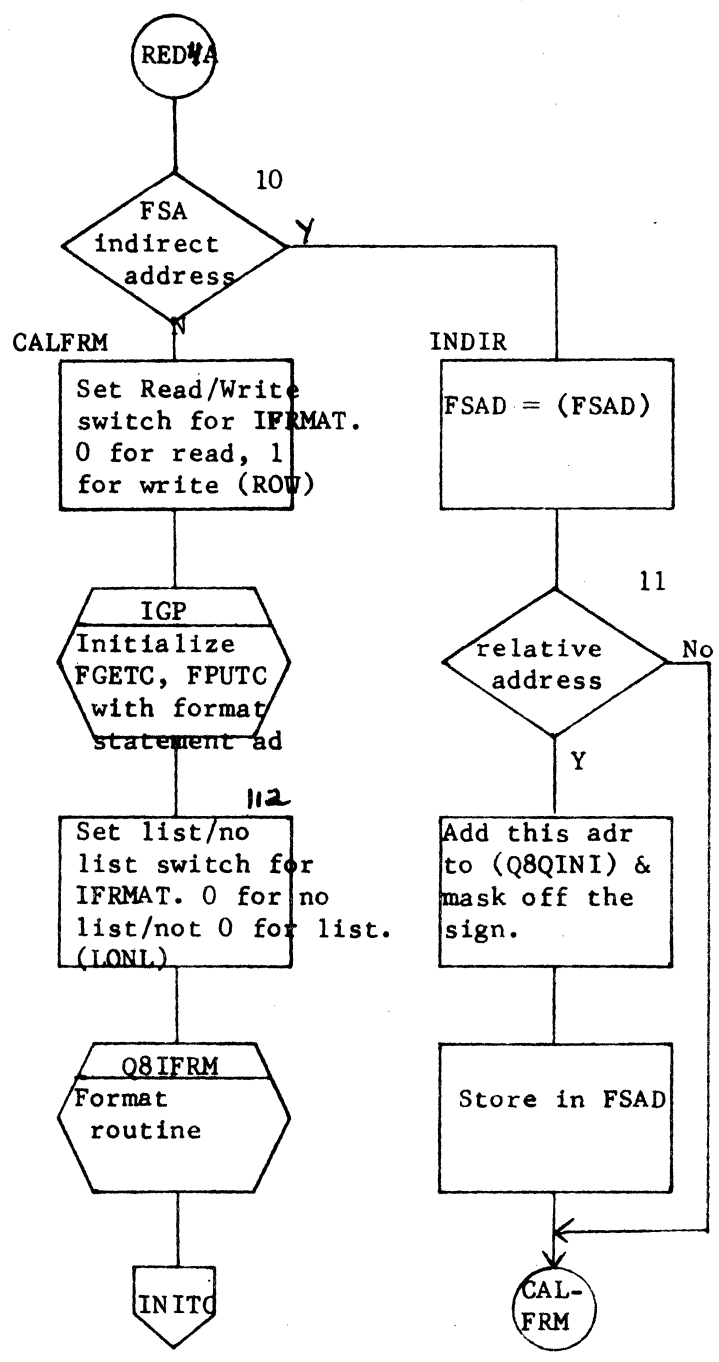 RED4A
10
FSA
indirect
address
Y
N
CALFRM
Set Read/Write
switch for IFRMAT.
0 for read, 1
for write (ROW)
IGP
Initialize
FGETC, FPUTC
with format
statement ad
112
Set list/no
list switch for
IFRMAT. 0 for no
list/not 0 for list.
(LONL)
Q8IFRM
Format
routine
INITC
INDIR
FSAD = (FSAD)
11
relative
address
No
Y
Add this adr
to (Q8QINI) &
mask off the
sign.
Store in FSAD
CAL-
FRM